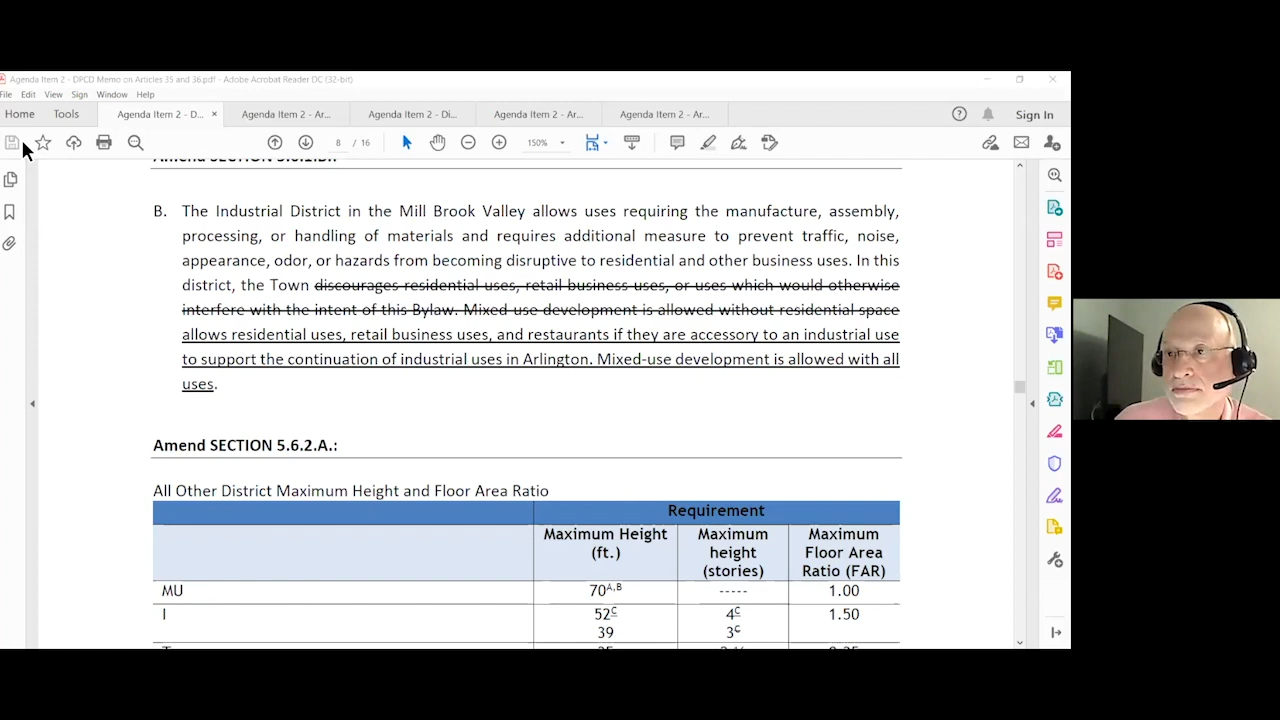 Agenda Item 2 - DPCD Memo on Articles 35 and 36.pdf - Adobe Acrobat Reader DC (32-bit)
File Edit View Sign Window Help
Home Tools Agenda Item 2 - D... × Agenda Item 2 - Ar... Agenda Item 2 - Di... Agenda Item 2 - Ar... Agenda Item 2 - Ar... Sign In
8 / 16 150%
B. The Industrial District in the Mill Brook Valley allows uses requiring the manufacture, assembly,
processing, or handling of materials and requires additional measure to prevent traffic, noise,
appearance, odor, or hazards from becoming disruptive to residential and other business uses. In this
district, the Town discourages residential uses, retail business uses, or uses which would otherwise
interfere with the intent of this Bylaw. Mixed-use development is allowed without residential space
allows residential uses, retail business uses, and restaurants if they are accessory to an industrial use
to support the continuation of industrial uses in Arlington. Mixed-use development is allowed with all
uses.
Amend SECTION 5.6.2.A.:
All Other District Maximum Height and Floor Area Ratio
Requirement
Maximum Height (ft.) Maximum height (stories) Maximum Floor Area Ratio (FAR)
MU 70A,B ----- 1.00
I 52C 4C 1.50
39 3C